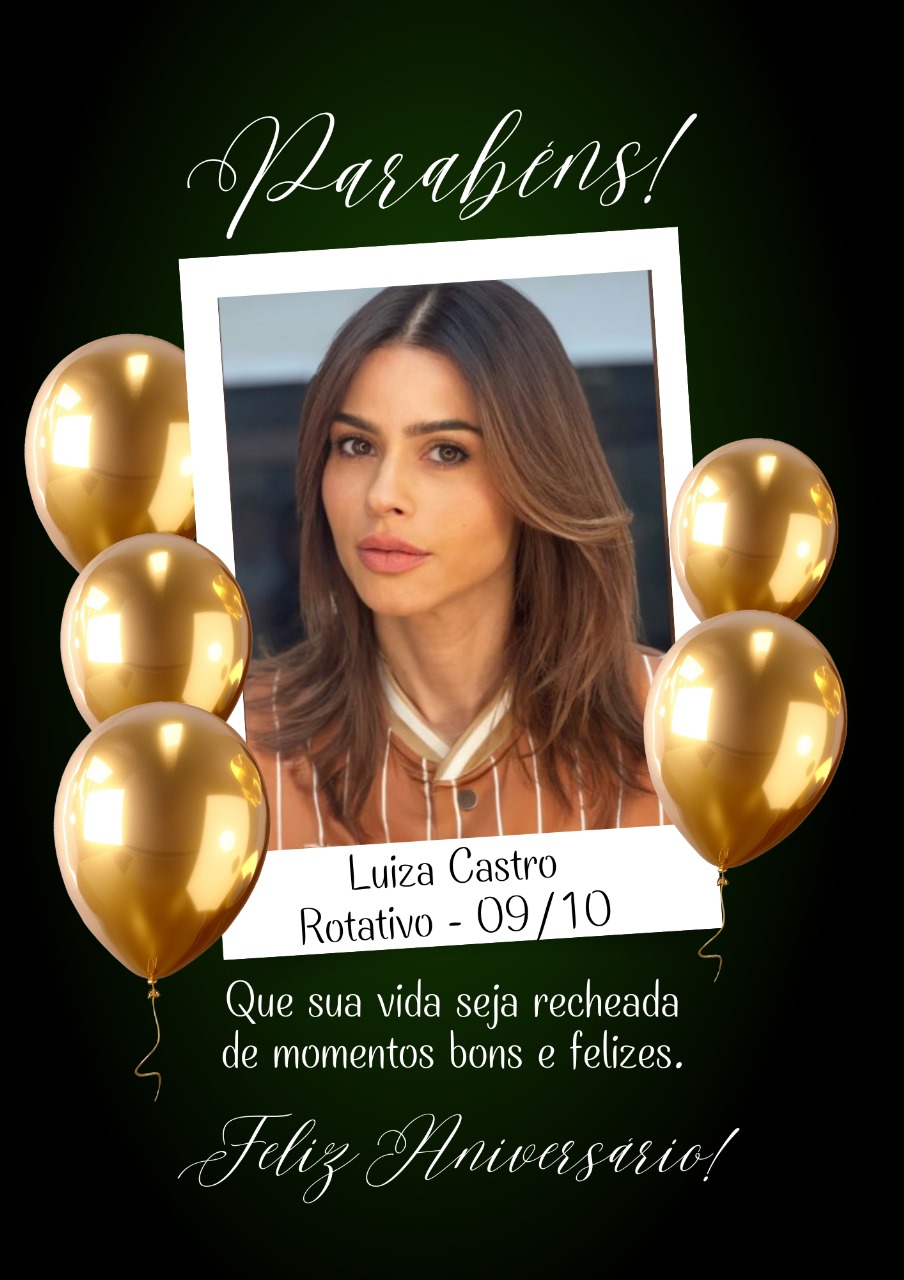 Parabéns!
Luiza Castro
Rotativo - 09/10
Que sua vida seja recheada
de momentos bons e felizes.
Feliz Aniversário!